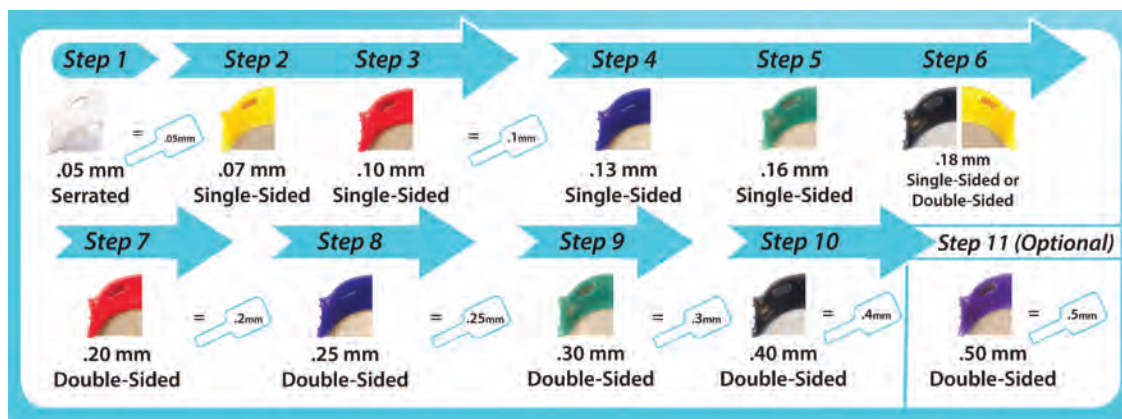 Step 1
Step 2
Step 3
Step 4
Step 5
Step 6
= .05mm
= .1mm
.05 mm
Serrated
.07 mm
Single-Sided
.10 mm
Single-Sided
.13 mm
Single-Sided
.16 mm
Single-Sided
.18 mm
Single-Sided or
Double-Sided
Step 7
Step 8
Step 9
Step 10
Step 11 (Optional)
= .2mm
= .25mm
= .3mm
= .4mm
= .5mm
.20 mm
Double-Sided
.25 mm
Double-Sided
.30 mm
Double-Sided
.40 mm
Double-Sided
.50 mm
Double-Sided